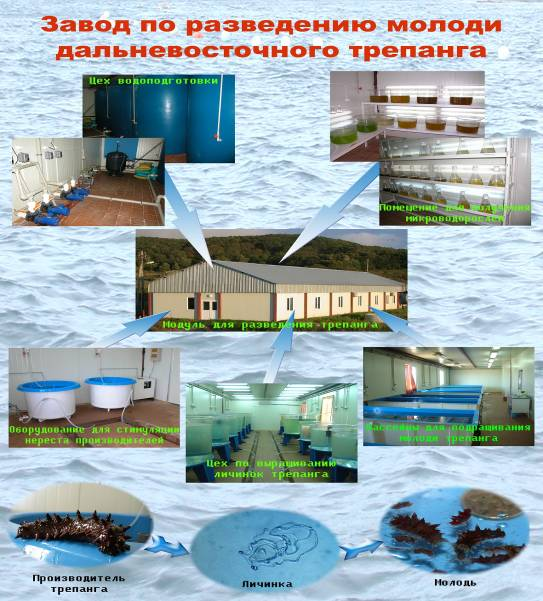 Завод по разведению молоди
дальневосточного трепанга
Цех водоподготовки
Помещение для получения
микроводорослей
Модуль для разведения трепанга
Оборудование для стимуляции
нереста производителей
Цех по выращиванию
личинок трепанга
Бассейны для подращивания
молоди трепанга
Производитель
трепанга
Личинка
Молодь